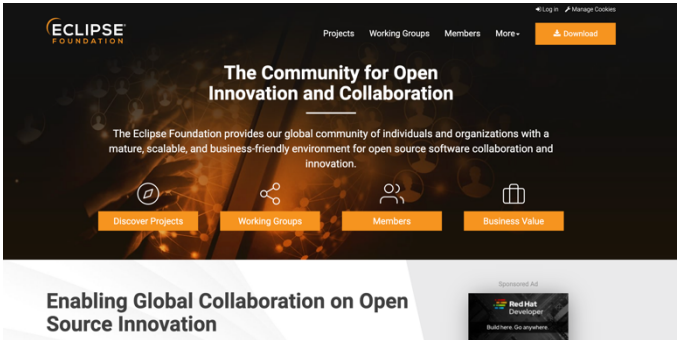 Log in Manage Cookies
ECLIPSE
FOUNDATION
Projects Working Groups Members More Download
The Community for Open
Innovation and Collaboration
The Eclipse Foundation provides our global community of individuals and organizations with a
mature, scalable, and business-friendly environment for open source software collaboration and
innovation.
Discover Projects Working Groups Members Business Value
Sponsored Ad
Enabling Global Collaboration on Open
Source Innovation
Red Hat
Developer
Build here. Go anywhere.